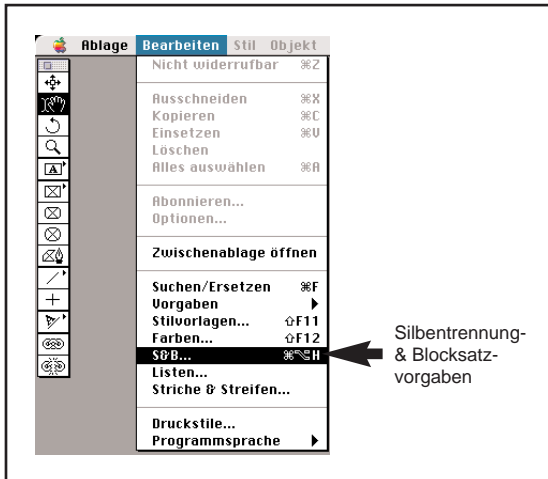 Ablage Bearbeiten Stil Objekt
Nicht widerrufbar ⌘Z
Ausschneiden ⌘X
Kopieren ⌘C
Einsetzen ⌘V
Löschen
Alles auswählen ⌘A
Abonnieren...
Optionen...
Zwischenablage öffnen
Suchen/Ersetzen ⌘F
Vorgaben
Stilvorlagen... ⇧F11
Farben... ⇧F12
S&B... ⌘⌥H
Listen...
Striche & Streifen...
Druckstile...
Programmsprache
A
Silbentrennung-
& Blocksatz-
vorgaben